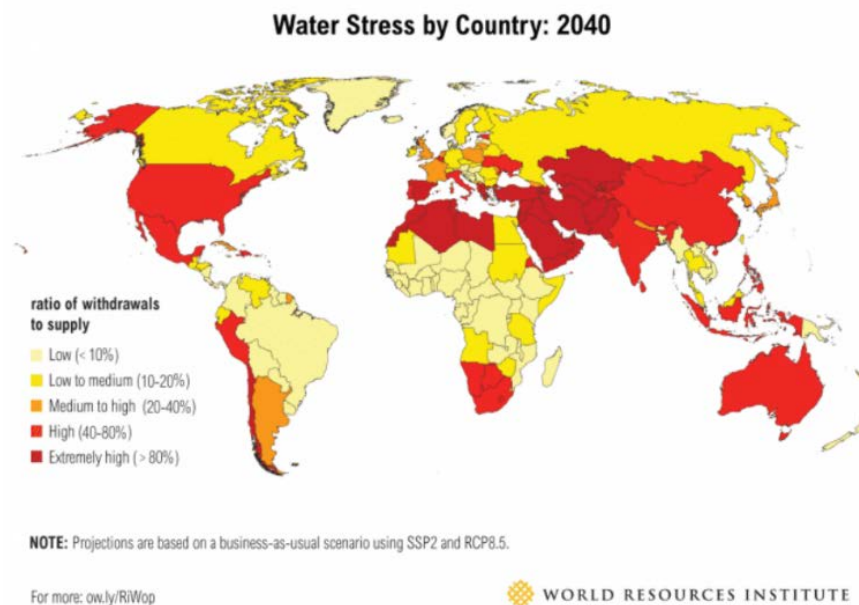 Water Stress by Country: 2040
ratio of withdrawals
to supply
Low (< 10%)
Low to medium (10-20%)
Medium to high (20-40%)
High (40-80%)
Extremely high (> 80%)
NOTE: Projections are based on a business-as-usual scenario using SSP2 and RCP8.5.
For more: ow.ly/RiWop
WORLD RESOURCES INSTITUTE